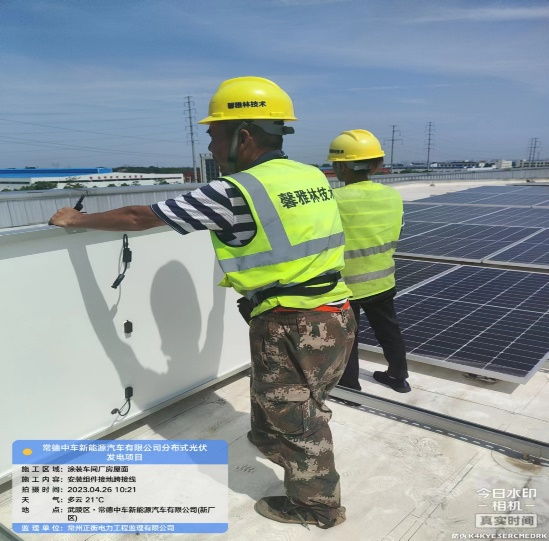 馨雅林技术
馨雅林技术
常德中车新能源汽车有限公司分布式光伏
发电项目
施工区域：涂装车间厂房屋面
施工内容：安装组件接地跨接线
拍摄时间：2023.04.26 10:21
天　　气：多云 21℃
地　　点：武陵区·常德中车新能源汽车有限公司(新厂
区)
监理单位：常州正衡电力工程监理有限公司
今日水印
相机
真实时间